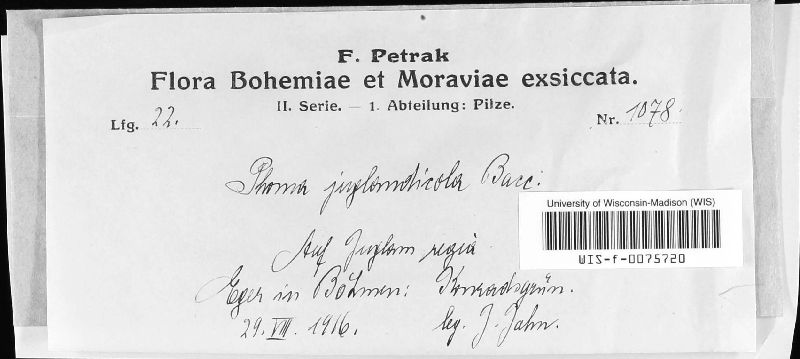 F. Petrak
Flora Bohemiae et Moraviae exsiccata.
II. Serie. — 1. Abteilung: Pilze.
Lfg. 22.
Nr. 1078.
Phoma juglandicola
University of Wisconsin-Madison (WIS)
WIS-f-0075720
Auf Juglans regia
Eger in Böhmen: Konradsgrün.
29. VIII. 1916. leg. J. Jahn.